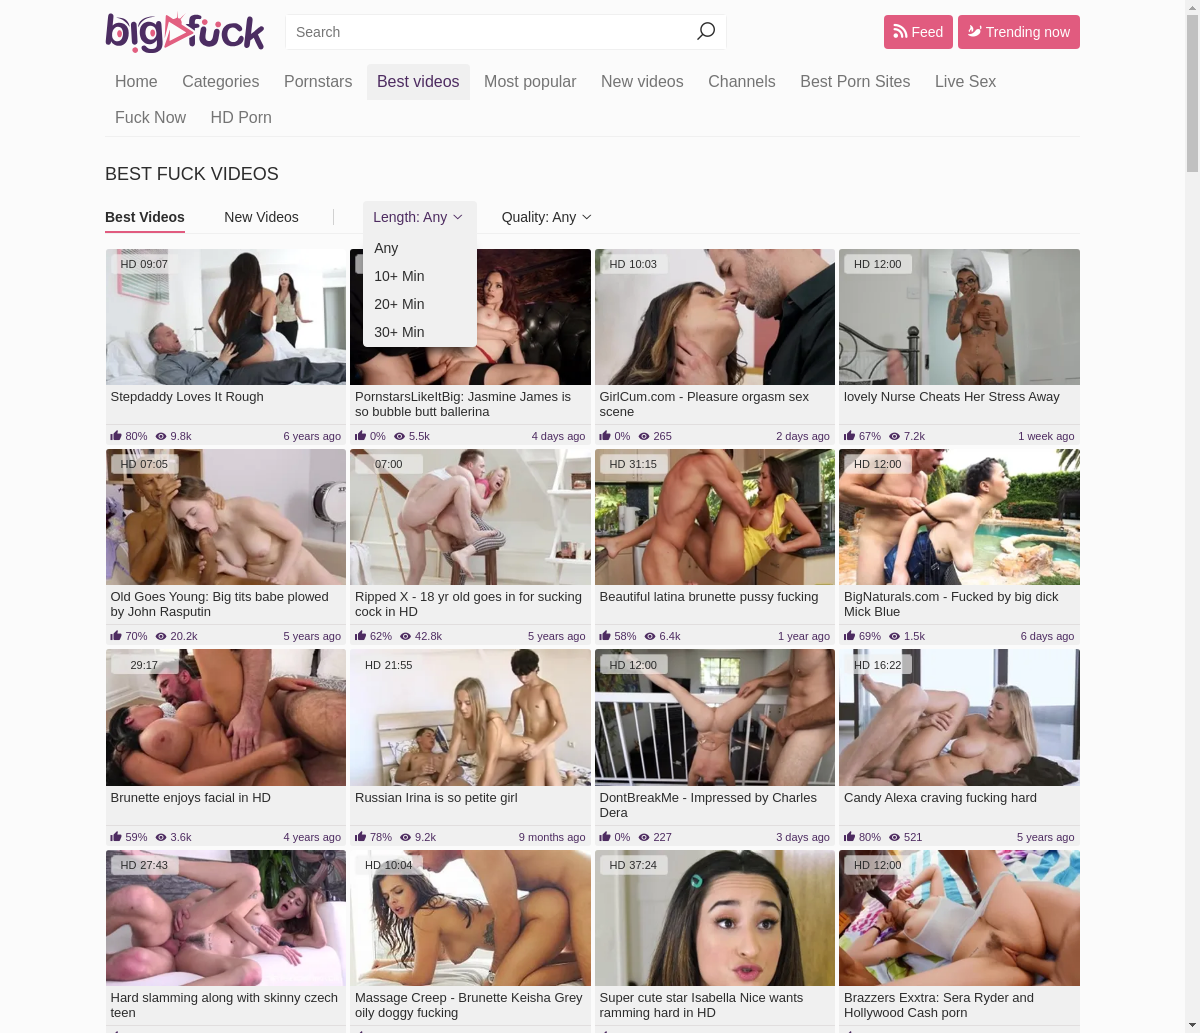 bigfuck
Search
Feed
Trending now
Home Categories Pornstars Best videos Most popular New videos Channels Best Porn Sites Live Sex
Fuck Now HD Porn
BEST FUCK VIDEOS
Best Videos New Videos Length: Any Quality: Any
Any
10+ Min
20+ Min
30+ Min
HD 09:07
Stepdaddy Loves It Rough
80% 9.8k 6 years ago
PornstarsLikeItBig: Jasmine James is
so bubble butt ballerina
0% 5.5k 4 days ago
HD 10:03
GirlCum.com - Pleasure orgasm sex
scene
0% 265 2 days ago
HD 12:00
lovely Nurse Cheats Her Stress Away
67% 7.2k 1 week ago
HD 07:05
Old Goes Young: Big tits babe plowed
by John Rasputin
70% 20.2k 5 years ago
07:00
Ripped X - 18 yr old goes in for sucking
cock in HD
62% 42.8k 5 years ago
HD 31:15
Beautiful latina brunette pussy fucking
58% 6.4k 1 year ago
HD 12:00
BigNaturals.com - Fucked by big dick
Mick Blue
69% 1.5k 6 days ago
29:17
Brunette enjoys facial in HD
59% 3.6k 4 years ago
HD 21:55
Russian Irina is so petite girl
78% 9.2k 9 months ago
HD 12:00
DontBreakMe - Impressed by Charles
Dera
0% 227 3 days ago
HD 16:22
Candy Alexa craving fucking hard
80% 521 5 years ago
HD 27:43
Hard slamming along with skinny czech
teen
HD 10:04
Massage Creep - Brunette Keisha Grey
oily doggy fucking
HD 37:24
Super cute star Isabella Nice wants
ramming hard in HD
HD 12:00
Brazzers Exxtra: Sera Ryder and
Hollywood Cash porn